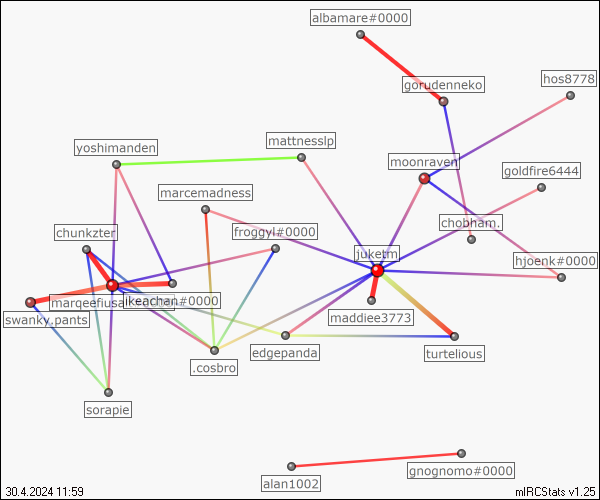 albamare#0000
hos8778
gorudenneko
yoshimanden
mattnesslp
moonraven
goldfire6444
marcemadness
chobham.
chunkzter
froggyl#0000
juketm
hjoenk#0000
ikeachan.#0000
swanky.pants
maddiee3773
edgepanda
turtelious
.cosbro
sorapie
gnognomo#0000
alan1002
30.4.2024 11:59
mIRCStats v1.25